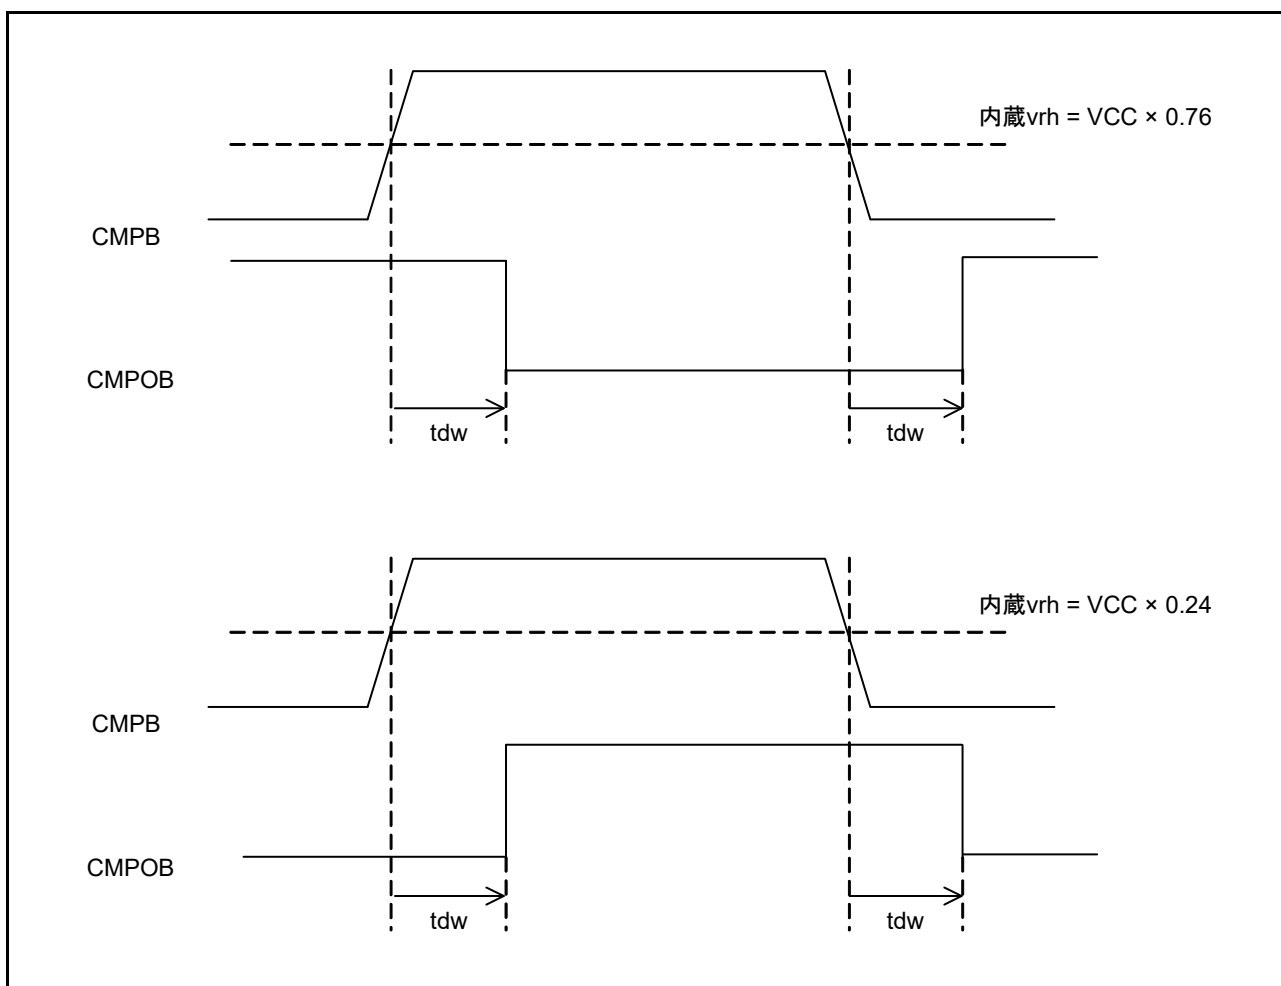 内蔵vrh = VCC × 0.76
CMPB
CMPOB
tdw
tdw
内蔵vrh = VCC × 0.24
CMPB
CMPOB
tdw
tdw